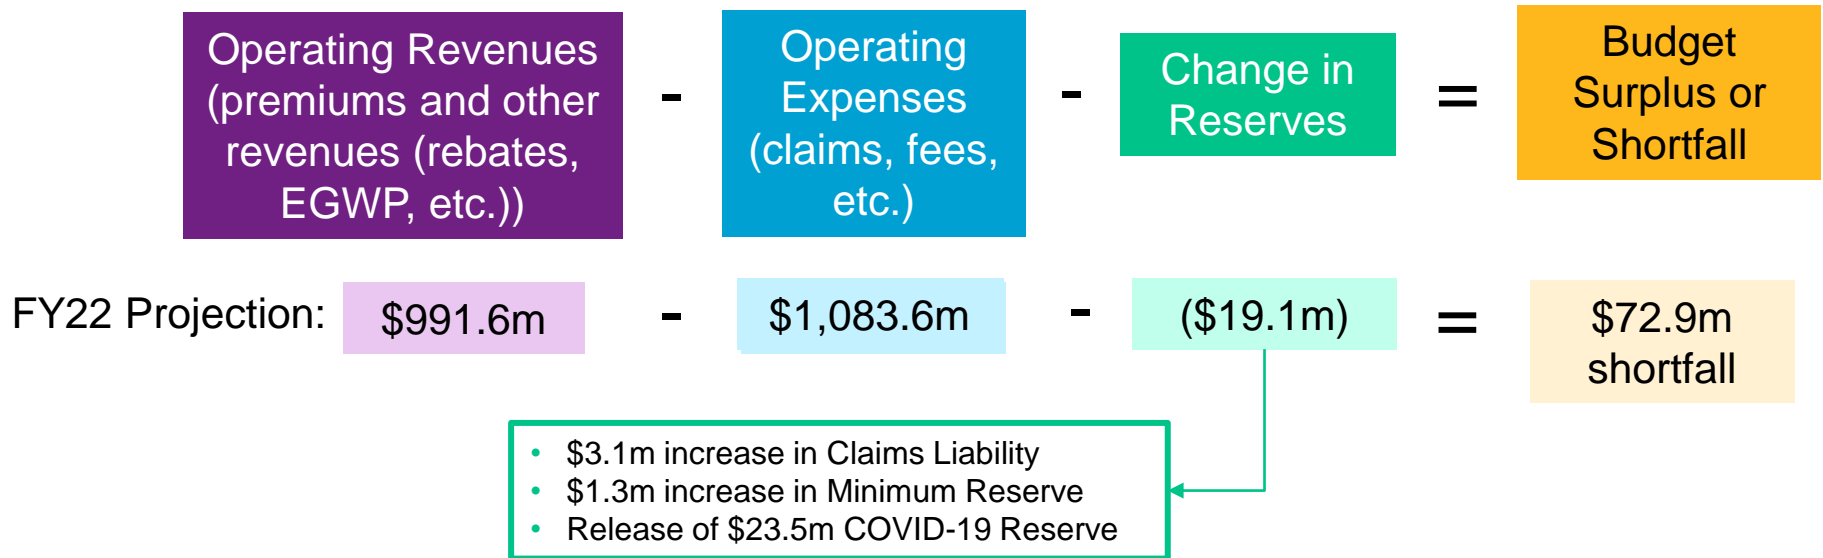 Operating Revenues
(premiums and other
revenues (rebates,
EGWP, etc.))
-
Operating
Expenses
(claims, fees,
etc.)
-
Change in
Reserves
=
Budget
Surplus or
Shortfall
FY22 Projection:
$991.6m
-
$1,083.6m
-
($19.1m)
=
$72.9m
shortfall
• $3.1m increase in Claims Liability
• $1.3m increase in Minimum Reserve
• Release of $23.5m COVID-19 Reserve